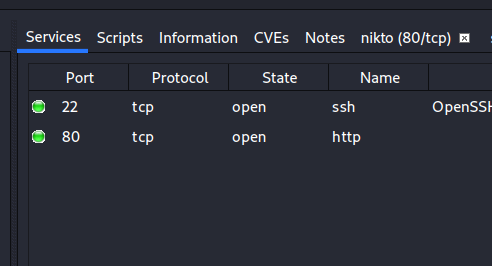 Services Scripts Information CVEs Notes nikto (80/tcp)
Port Protocol State Name
22 tcp open ssh OpenSSH
80 tcp open http